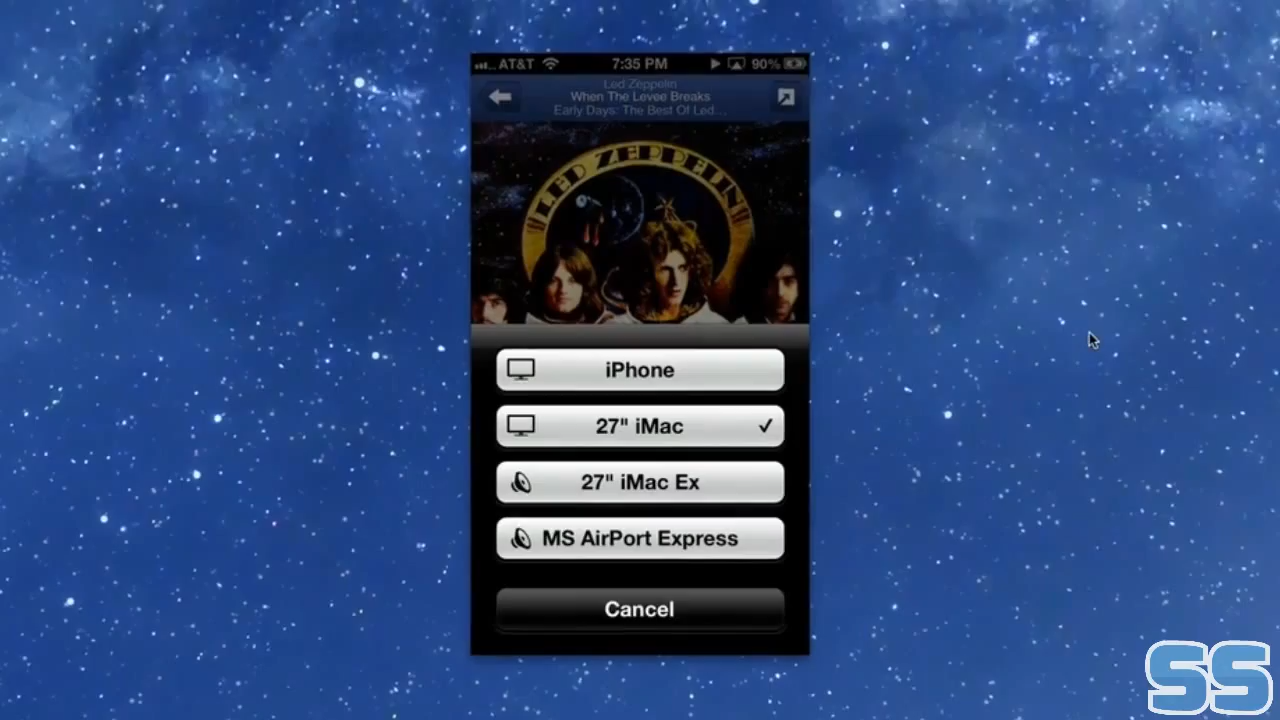 AT&T 7:35 PM 90%
Led Zeppelin
When The Levee Breaks
Early Days: The Best Of Led...
LED ZEPPELIN
iPhone
27" iMac
27" iMac Ex
MS AirPort Express
Cancel
SS